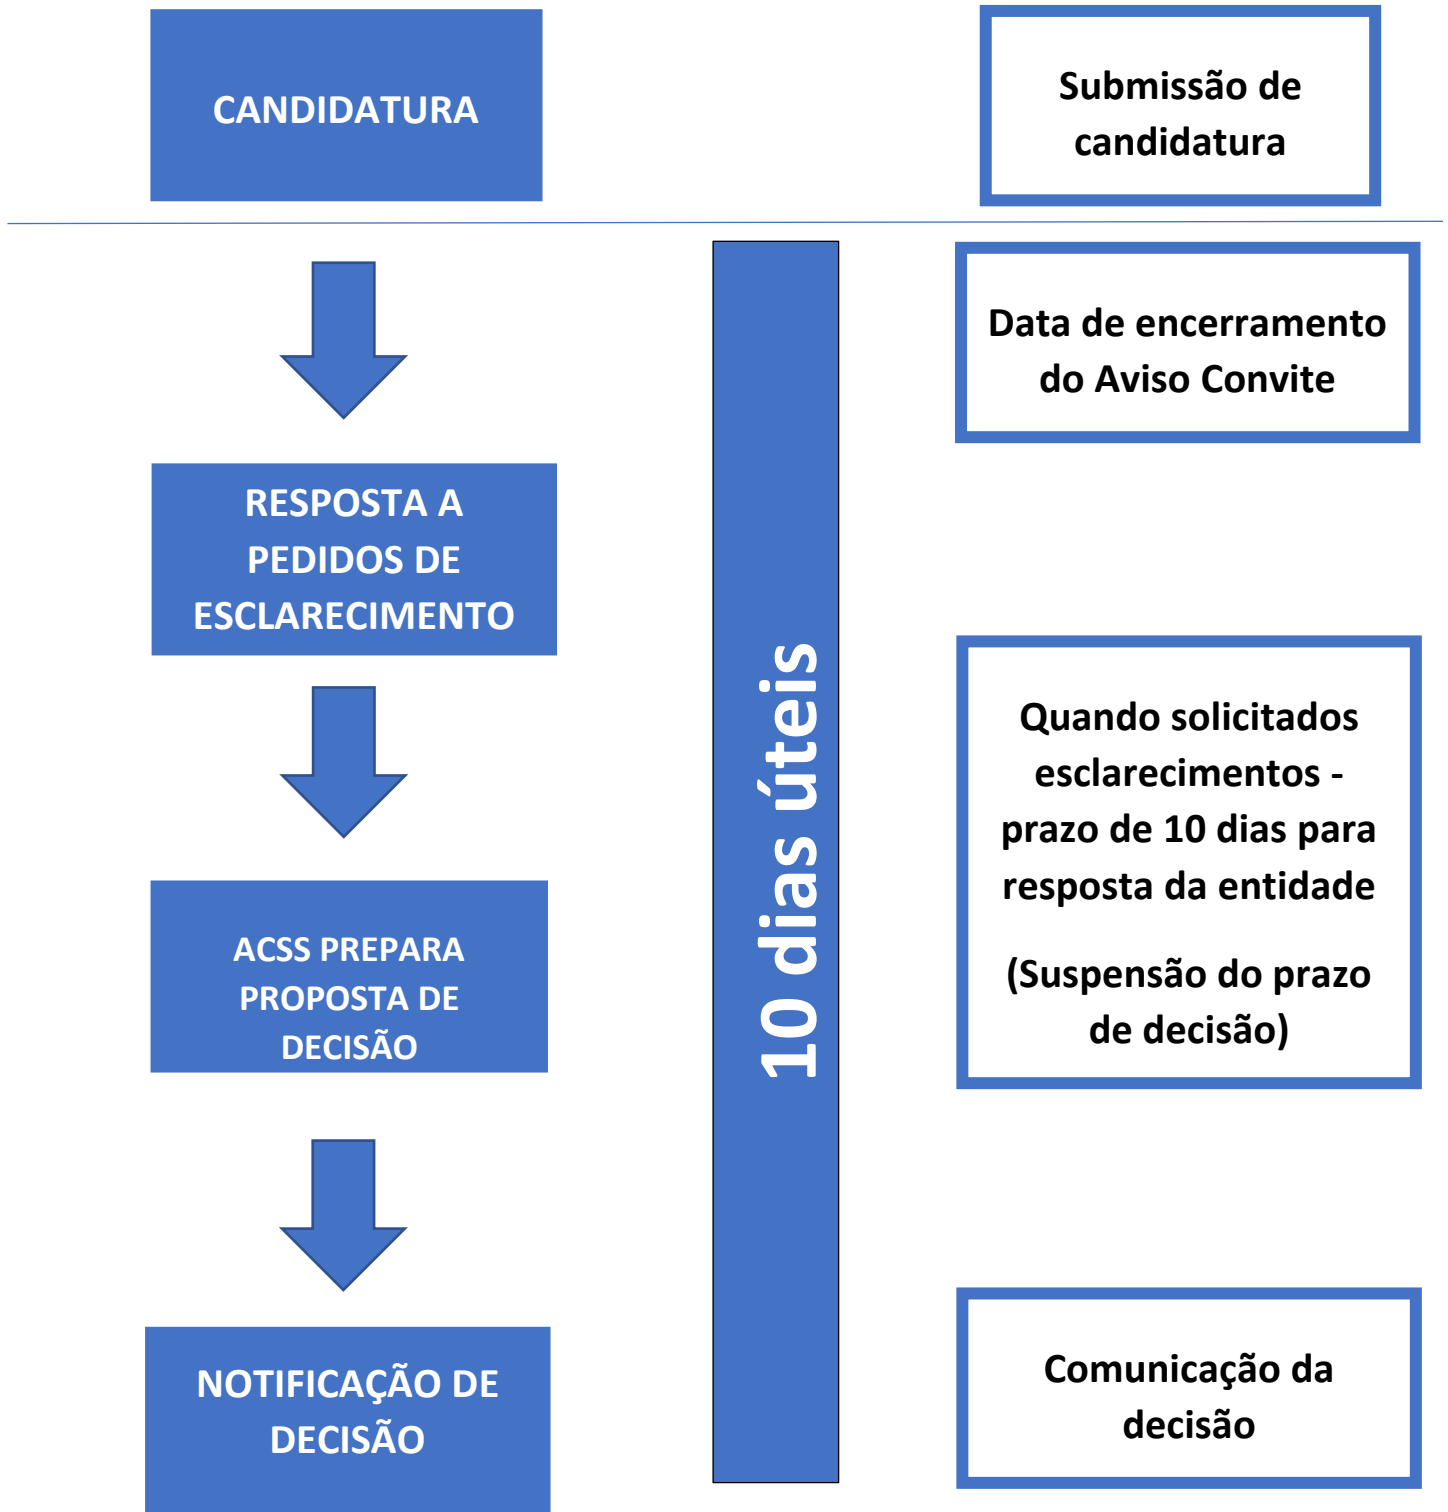 CANDIDATURA
Submissão de
candidatura
Data de encerramento
do Aviso Convite
RESPOSTA A
PEDIDOS DE
ESCLARECIMENTO
10 dias úteis
Quando solicitados
esclarecimentos -
prazo de 10 dias para
resposta da entidade
(Suspensão do prazo
de decisão)
ACSS PREPARA
PROPOSTA DE
DECISÃO
NOTIFICAÇÃO DE
DECISÃO
Comunicação da
decisão